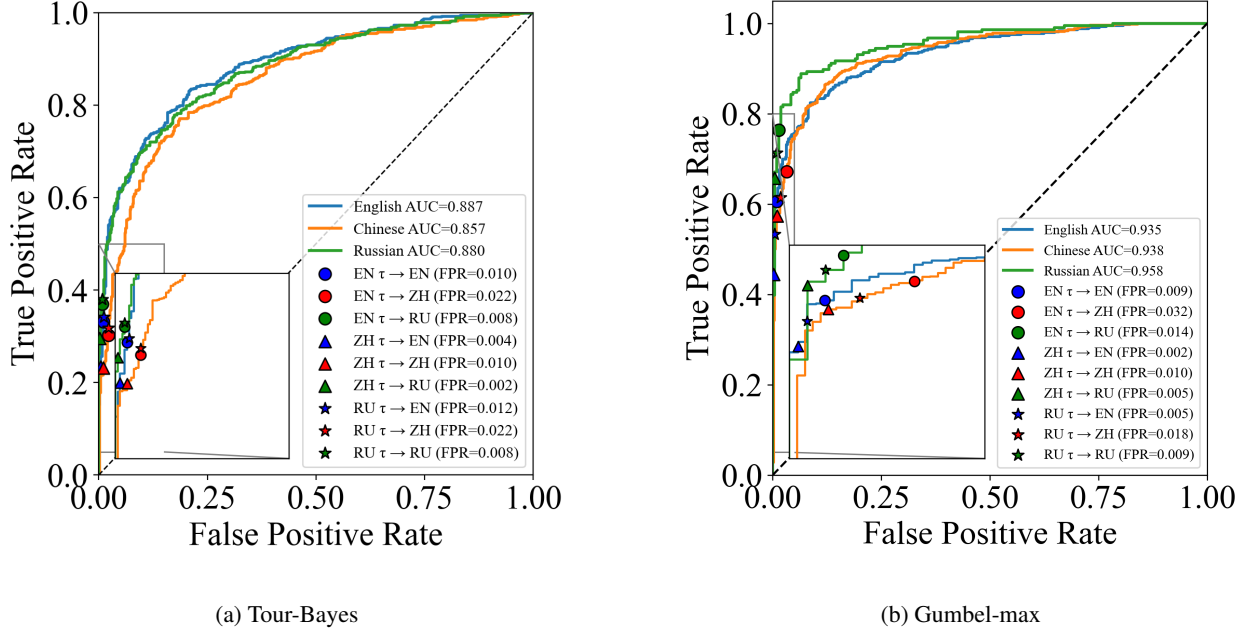 True Positive Rate
1.0
0.8
0.6
0.4
0.2
0.0
English AUC=0.887
Chinese AUC=0.857
Russian AUC=0.880
EN τ → EN (FPR=0.010)
EN τ → ZH (FPR=0.022)
EN τ → RU (FPR=0.008)
ZH τ → EN (FPR=0.004)
ZH τ → ZH (FPR=0.010)
ZH τ → RU (FPR=0.002)
RU τ → EN (FPR=0.012)
RU τ → ZH (FPR=0.022)
RU τ → RU (FPR=0.008)
0.00 0.25 0.50 0.75 1.00
False Positive Rate
(a) Tour-Bayes
True Positive Rate
1.0
0.8
0.6
0.4
0.2
0.0
English AUC=0.935
Chinese AUC=0.938
Russian AUC=0.958
EN τ → EN (FPR=0.009)
EN τ → ZH (FPR=0.032)
EN τ → RU (FPR=0.014)
ZH τ → EN (FPR=0.002)
ZH τ → ZH (FPR=0.010)
ZH τ → RU (FPR=0.005)
RU τ → EN (FPR=0.005)
RU τ → ZH (FPR=0.018)
RU τ → RU (FPR=0.009)
0.00 0.25 0.50 0.75 1.00
False Positive Rate
(b) Gumbel-max